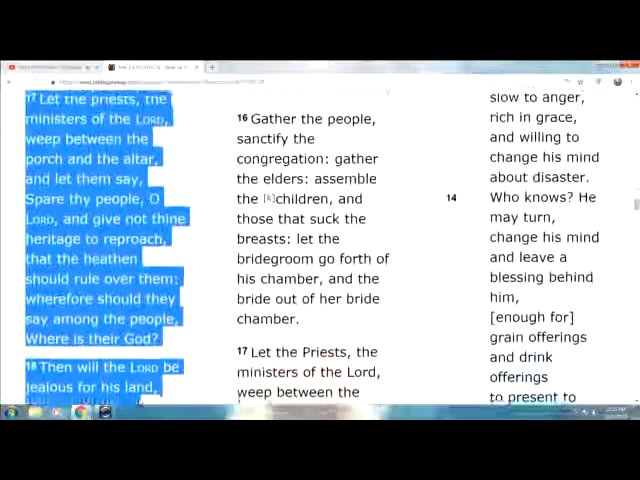 17 Let the priests, the
ministers of the LORD,
weep between the
porch and the altar,
and let them say,
Spare thy people, O
LORD, and give not thine
heritage to reproach,
that the heathen
should rule over them:
wherefore should they
say among the people,
Where is their God?
18 Then will the LORD be
jealous for his land,
16 Gather the people,
sanctify the
congregation: gather
the elders: assemble
the [k]children, and
those that suck the
breasts: let the
bridegroom go forth of
his chamber, and the
bride out of her bride
chamber.
17 Let the Priests, the
ministers of the Lord,
weep between the
slow to anger,
rich in grace,
and willing to
change his mind
about disaster.
14 Who knows? He
may turn,
change his mind
and leave a
blessing behind
him,
[enough for]
grain offerings
and drink
offerings
to present to